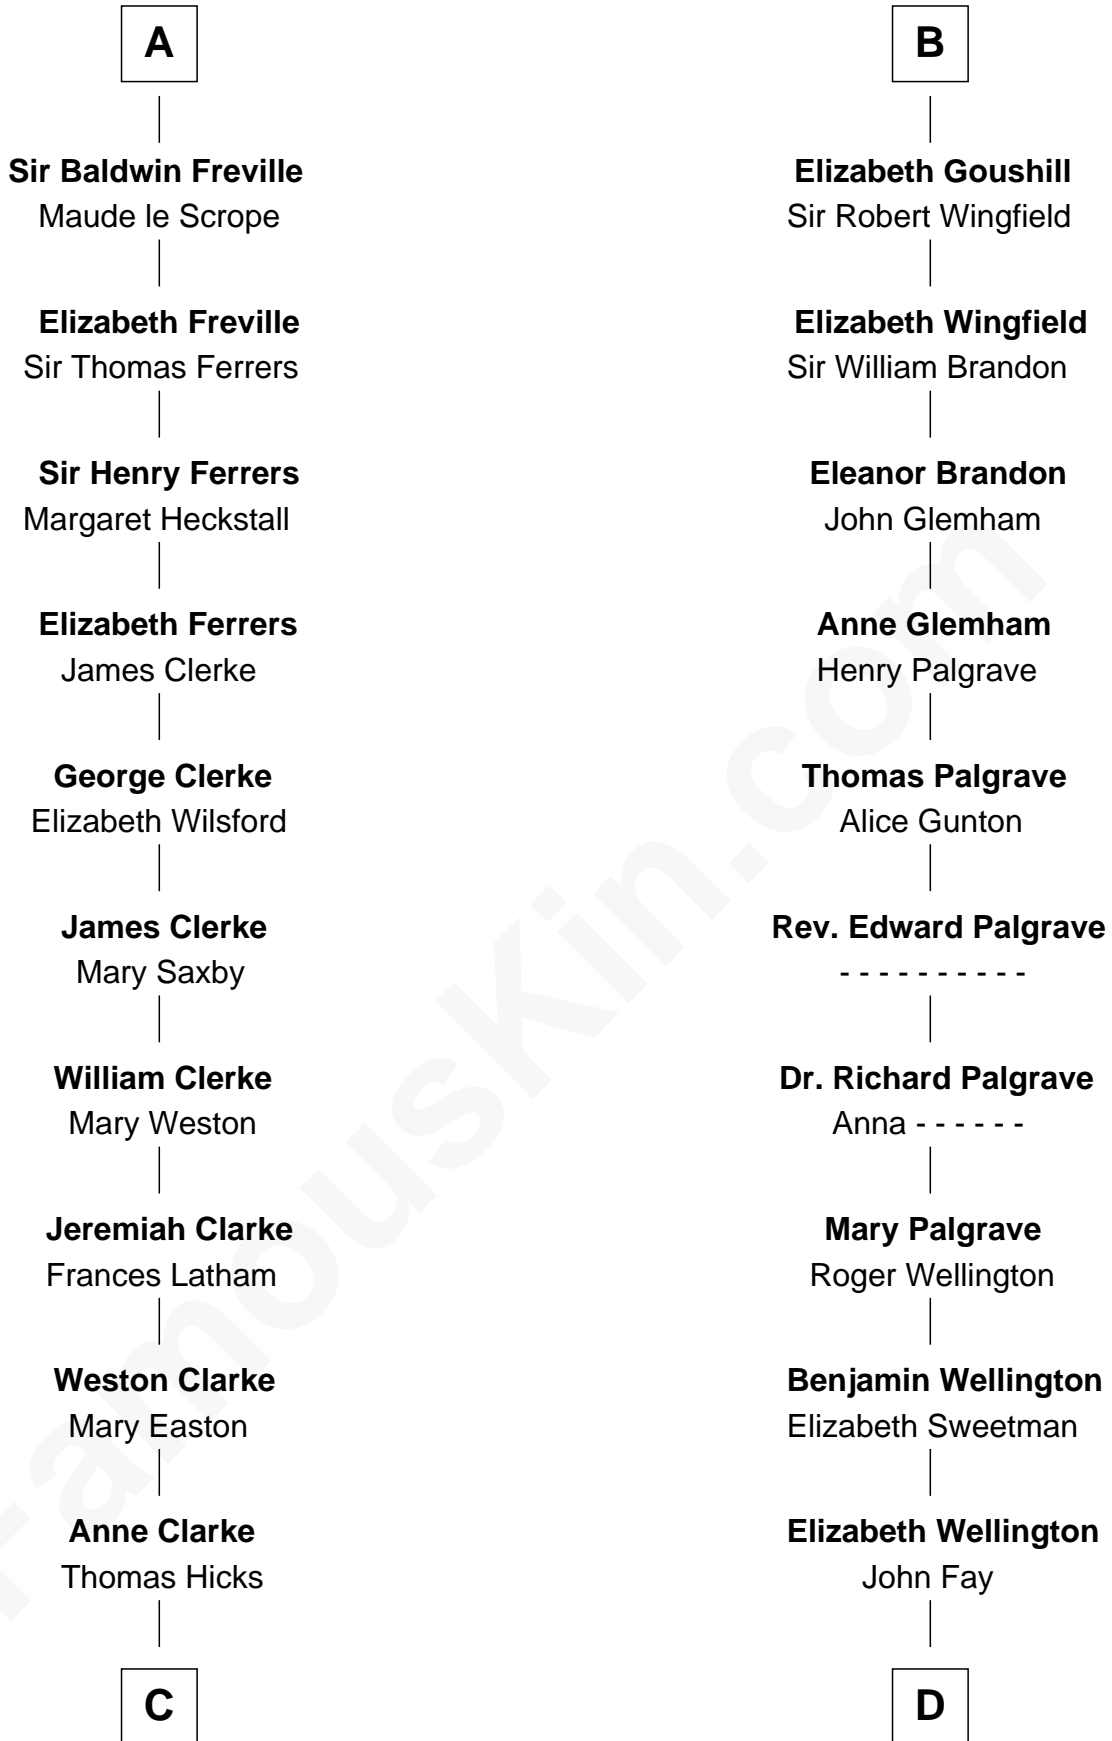 A
Sir Baldwin Freville
Maude le Scrope
Elizabeth Freville
Sir Thomas Ferrers
Sir Henry Ferrers
Margaret Heckstall
Elizabeth Ferrers
James Clerke
George Clerke
Elizabeth Wilsford
James Clerke
Mary Saxby
William Clerke
Mary Weston
Jeremiah Clarke
Frances Latham
Weston Clarke
Mary Easton
Anne Clarke
Thomas Hicks
C
B
Elizabeth Goushill
Sir Robert Wingfield
Elizabeth Wingfield
Sir William Brandon
Eleanor Brandon
John Glemham
Anne Glemham
Henry Palgrave
Thomas Palgrave
Alice Gunton
Rev. Edward Palgrave
- - - - - - - - - -
Dr. Richard Palgrave
Anna - - - - - -
Mary Palgrave
Roger Wellington
Benjamin Wellington
Elizabeth Sweetman
Elizabeth Wellington
John Fay
D
FamousKin.com